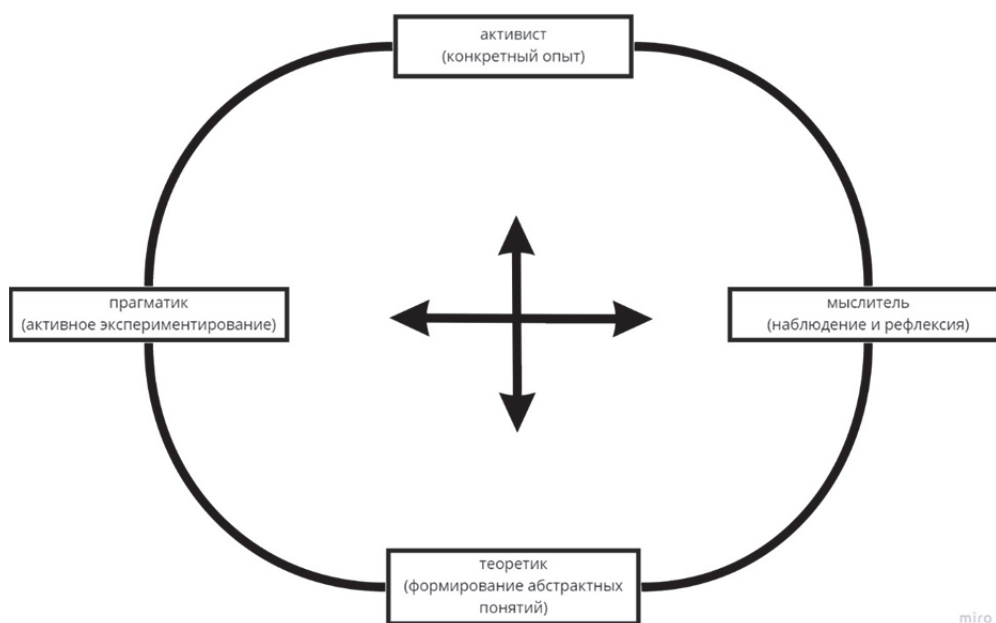 активист
(конкретный опыт)
прагматик
(активное экспериментирование)
мыслитель
(наблюдение и рефлексия)
теоретик
(формирование абстрактных
понятий)
miro